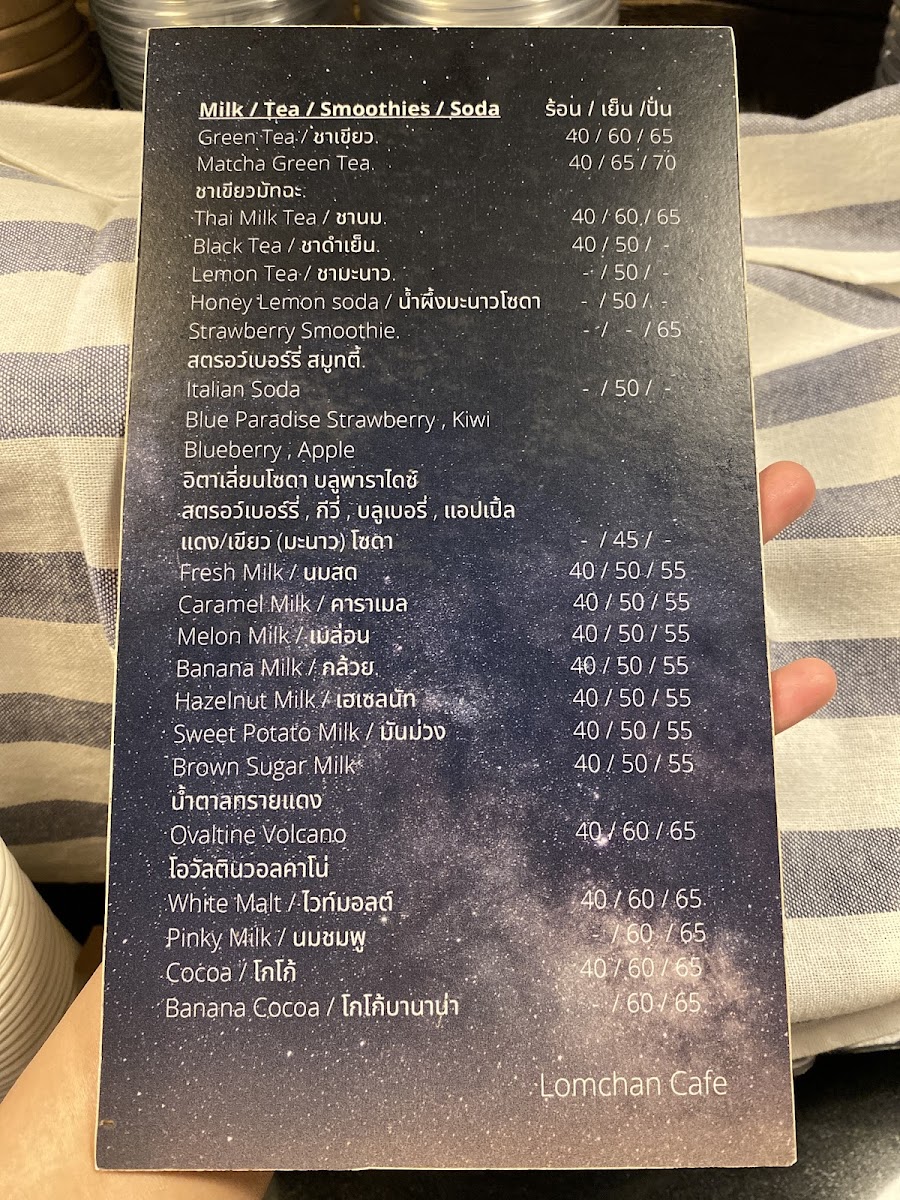 Milk / Tea / Smoothies / Soda ร้อน / เย็น /ปั่น
Green Tea / ชาเขียว. 40 / 60 / 65
Matcha Green Tea. 40 / 65 / 70
ชาเขียวมัทฉะ.
Thai Milk Tea / ชานม. 40 / 60 / 65
Black Tea / ชาดำเย็น. 40 / 50 / -
Lemon Tea / ชามะนาว. - / 50 / -
Honey Lemon soda / น้ำผึ้งมะนาวโซดา - / 50 / -
Strawberry Smoothie. - / - / 65
สตรอว์เบอร์รี่ สมูทตี้.
Italian Soda - / 50 / -
Blue Paradise Strawberry , Kiwi
Blueberry , Apple
อิตาเลี่ยนโซดา บลูพาราไดซ์
สตรอว์เบอร์รี่ , กีวี่ , บลูเบอรี่ , แอปเปิ้ล
แดง/เขียว (มะนาว) โซดา - / 45 / -
Fresh Milk / นมสด 40 / 50 / 55
Caramel Milk / คาราเมล 40 / 50 / 55
Melon Milk / เมล่อน 40 / 50 / 55
Banana Milk / กล้วย. 40 / 50 / 55
Hazelnut Milk / เฮเซลนัท 40 / 50 / 55
Sweet Potato Milk / มันม่วง 40 / 50 / 55
Brown Sugar Milk 40 / 50 / 55
น้ำตาลทรายแดง
Ovaltine Volcano 40 / 60 / 65
โอวัลตินวอลคาโน่
White Malt / ไวท์มอลต์ 40 / 60 / 65
Pinky Milk / นมชมพู - / 60 / 65
Cocoa / โกโก้ 40 / 60 / 65
Banana Cocoa / โกโก้บานาน่า - / 60 / 65
Lomchan Cafe